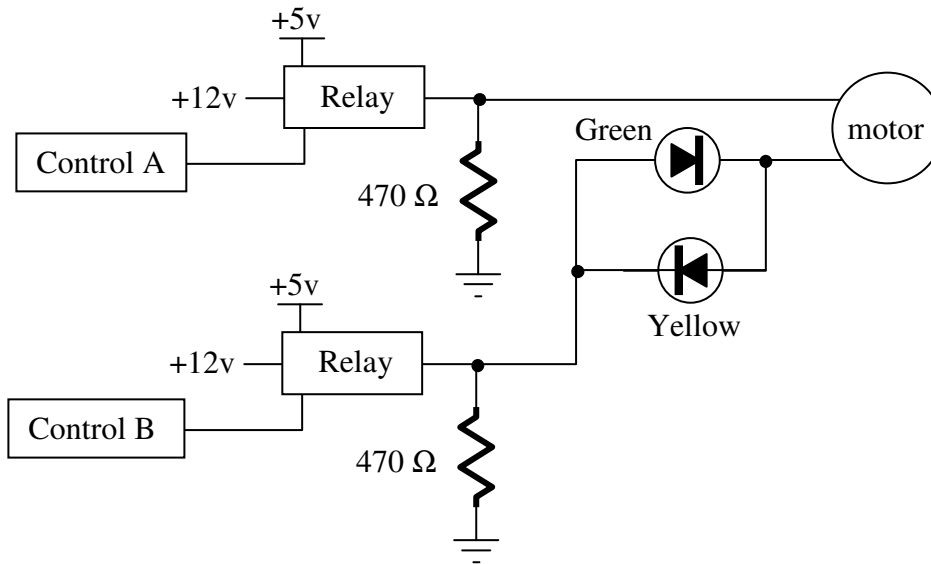 +5v
+12v
Relay
Control A
470 Ω
Green
motor
Yellow
+5v
+12v
Relay
Control B
470 Ω